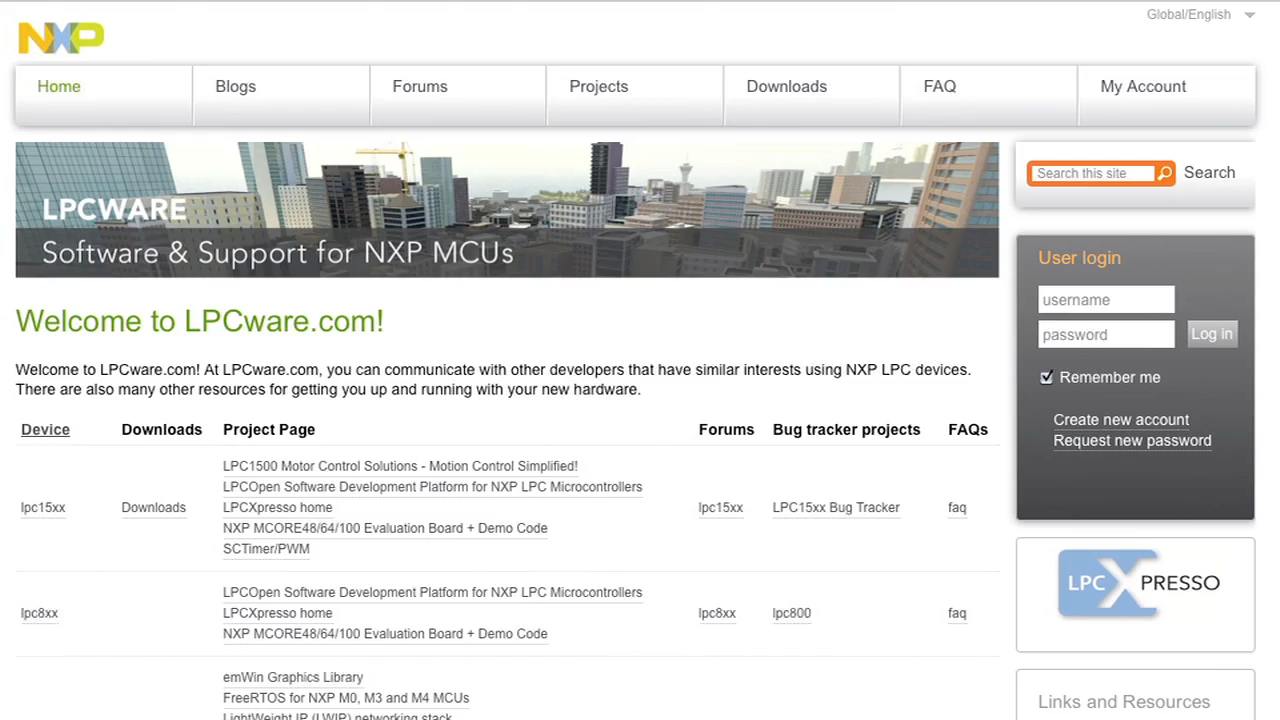 Global/English
NXP
Home Blogs Forums Projects Downloads FAQ My Account
LPCWARE
Software & Support for NXP MCUs
Search this site Search
User login
username
password Log in
Remember me
Create new account
Request new password
Welcome to LPCware.com!
Welcome to LPCware.com! At LPCware.com, you can communicate with other developers that have similar interests using NXP LPC devices.
There are also many other resources for getting you up and running with your new hardware.
Device Downloads Project Page Forums Bug tracker projects FAQs
LPC1500 Motor Control Solutions - Motion Control Simplified!
LPCOpen Software Development Platform for NXP LPC Microcontrollers
lpc15xx Downloads LPCXpresso home lpc15xx LPC15xx Bug Tracker faq
NXP MCORE48/64/100 Evaluation Board + Demo Code
SCTimer/PWM
LPCOpen Software Development Platform for NXP LPC Microcontrollers
lpc8xx LPCXpresso home lpc8xx lpc800 faq
NXP MCORE48/64/100 Evaluation Board + Demo Code
emWin Graphics Library
FreeRTOS for NXP M0, M3 and M4 MCUs
LightWeight IP (LWIP) networking stack
LPC XPRESSO
Links and Resources